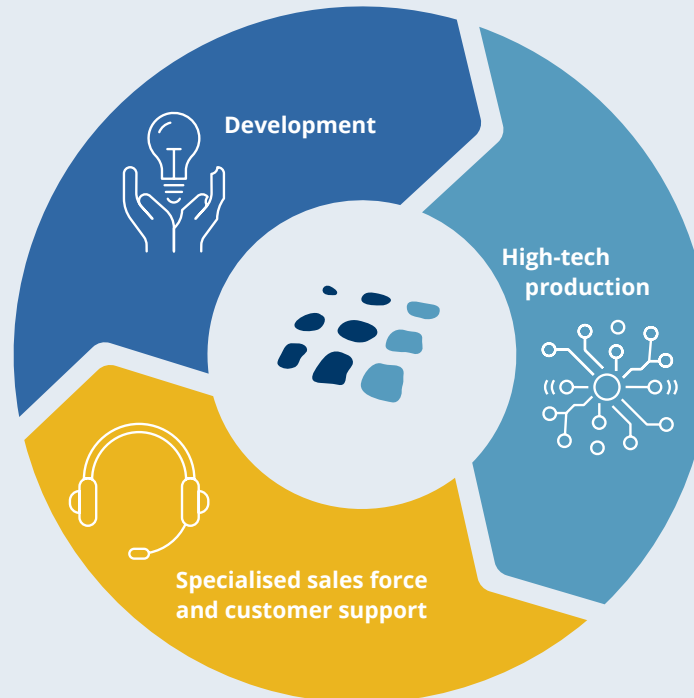 Development
High-tech
production
Specialised sales force
and customer support